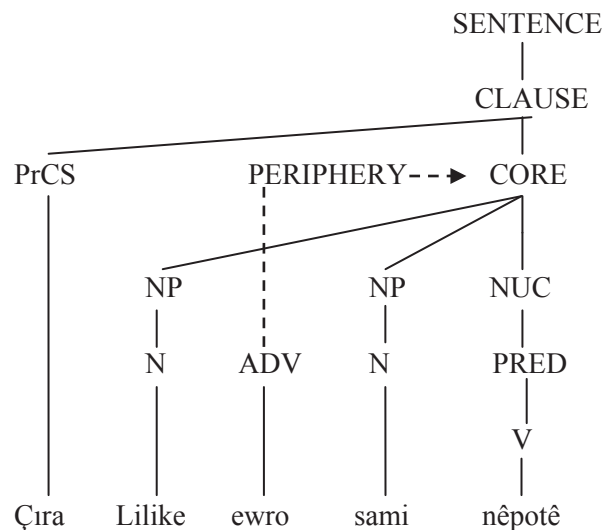 SENTENCE
CLAUSE
PrCS PERIPHERY CORE
NP NP NUC
N ADV N PRED
V
Çıra Lilike ewro sami nêpotê